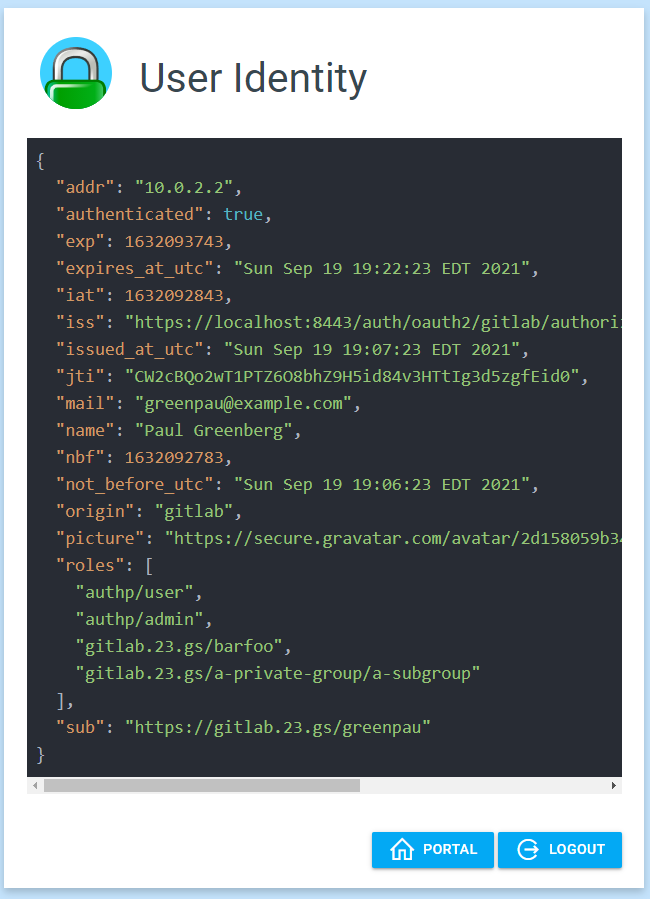 User Identity
{
  "addr": "10.0.2.2",
  "authenticated": true,
  "exp": 1632093743,
  "expires_at_utc": "Sun Sep 19 19:22:23 EDT 2021",
  "iat": 1632092843,
  "iss": "https://localhost:8443/auth/oauth2/gitlab/authori
  "issued_at_utc": "Sun Sep 19 19:07:23 EDT 2021",
  "jti": "CW2cBQo2wT1PTZ6O8bhZ9H5id84v3HTtIg3d5zgfEid0",
  "mail": "greenpau@example.com",
  "name": "Paul Greenberg",
  "nbf": 1632092783,
  "not_before_utc": "Sun Sep 19 19:06:23 EDT 2021",
  "origin": "gitlab",
  "picture": "https://secure.gravatar.com/avatar/2d158059b34
  "roles": [
    "authp/user",
    "authp/admin",
    "gitlab.23.gs/barfoo",
    "gitlab.23.gs/a-private-group/a-subgroup"
  ],
  "sub": "https://gitlab.23.gs/greenpau"
}
PORTAL LOGOUT